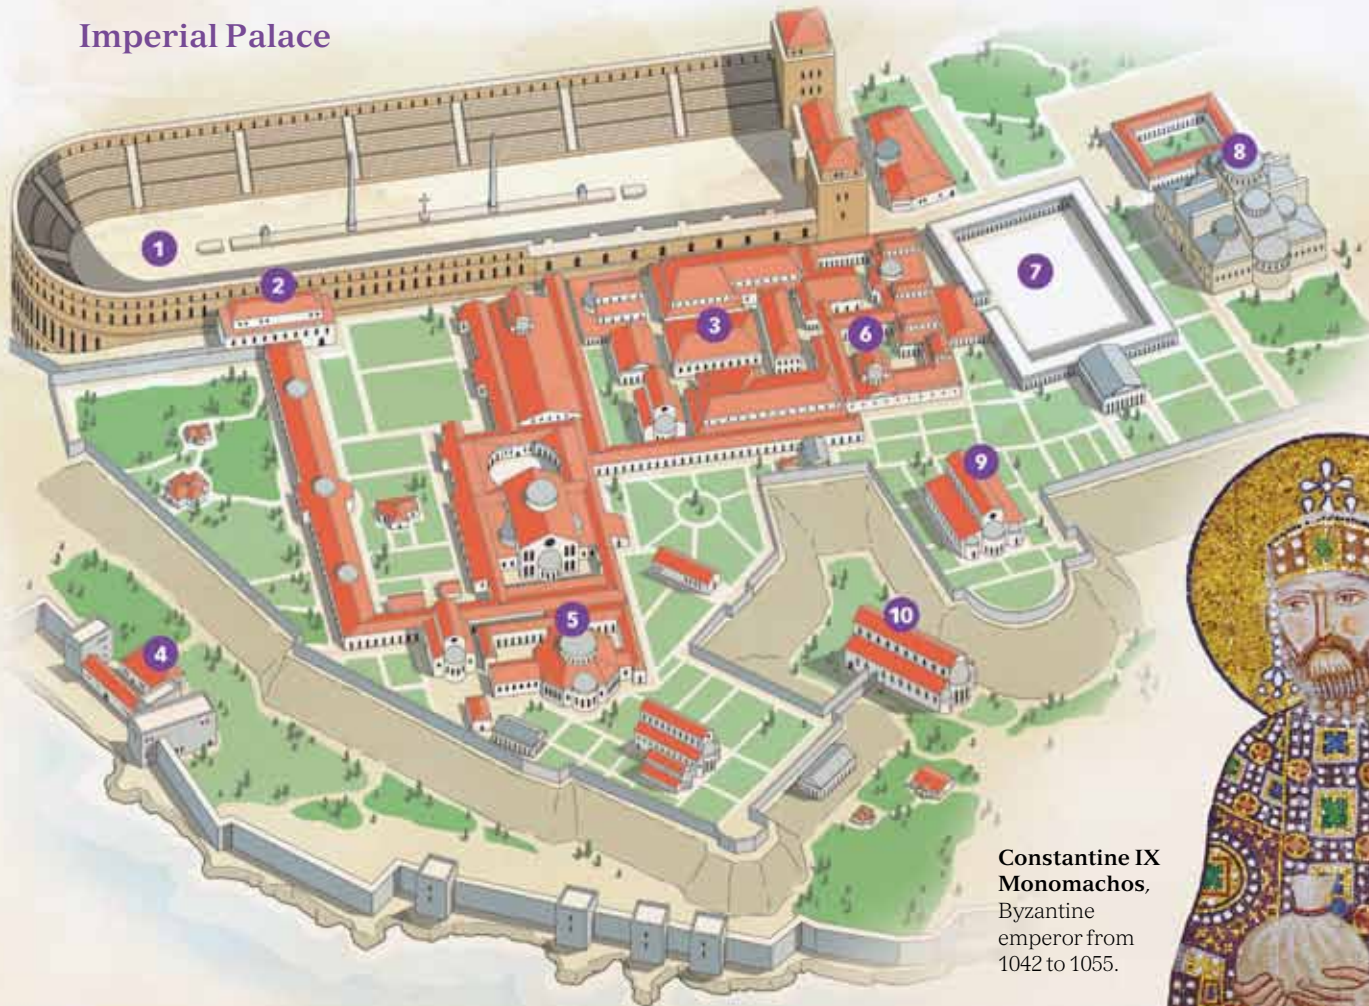 Imperial Palace
8
1
7
2
3
6
9
10
5
4
Constantine IX
Monomachos,
Byzantine
emperor from
1042 to 1055.